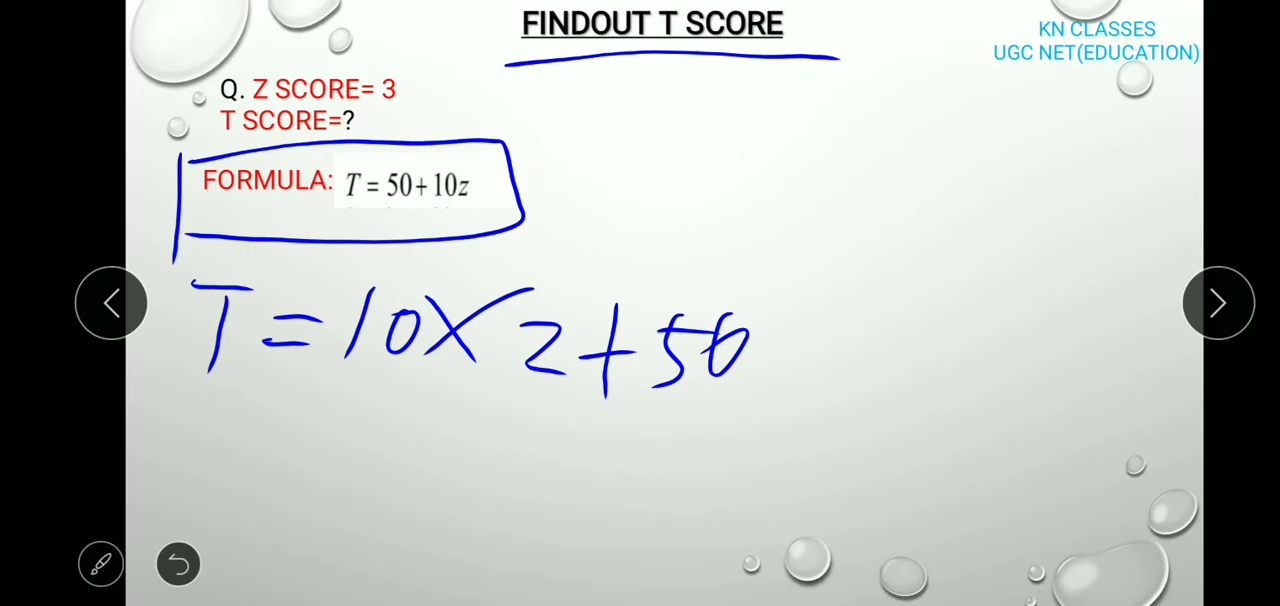 FINDOUT T SCORE
KN CLASSES
UGC NET(EDUCATION)
Q. Z SCORE= 3
T SCORE=?
FORMULA: T = 50+10z
T = 10 X z + 50